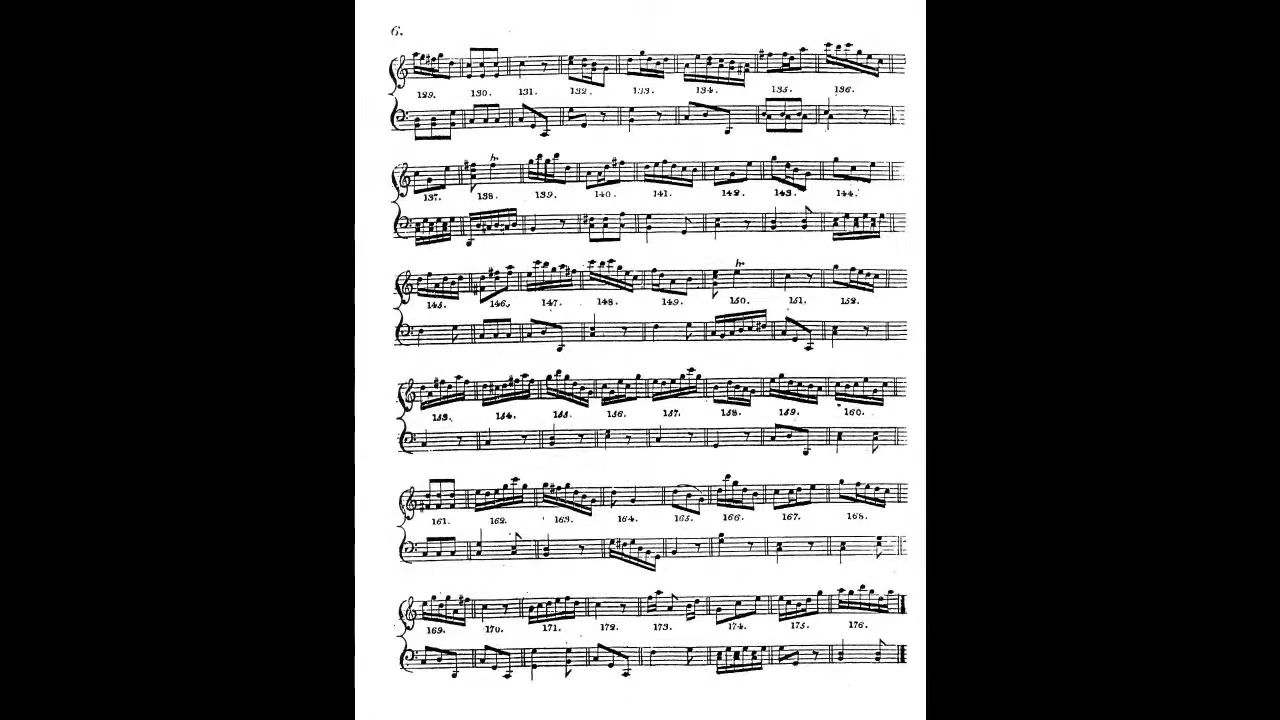 6.
129. 130. 131. 132. 133. 134. 135. 136.
137. 138. 139. 140. 141. 142. 143. 144.
145. 146. 147. 148. 149. 150. 151. 152.
153. 154. 155. 156. 157. 158. 159. 160.
161. 162. 163. 164. 165. 166. 167. 168.
169. 170. 171. 172. 173. 174. 175. 176.